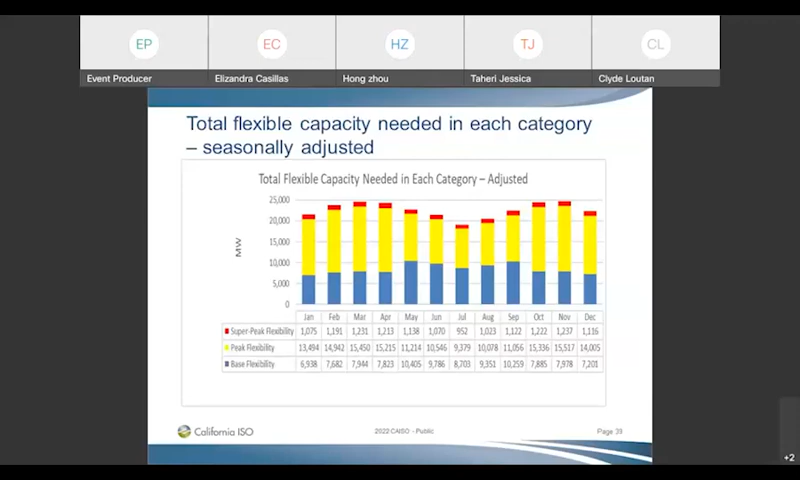 EP
EC
HZ
TJ
CL
Event Producer
Elizandra Casillas
Hong zhou
Taheri Jessica
Clyde Loutan
Total flexible capacity needed in each category
– seasonally adjusted
Total Flexible Capacity Needed in Each Category – Adjusted
25,000
20,000
15,000
10,000
5,000
0
MW
Jan Feb Mar Apr May Jun Jul Aug Sep Oct Nov Dec
Super-Peak Flexibility 1,075 1,191 1,231 1,213 1,138 1,070 952 1,023 1,122 1,222 1,237 1,116
Peak Flexibility 13,494 14,942 15,450 15,215 11,214 10,546 9,379 10,078 11,056 15,336 15,517 14,005
Base Flexibility 6,938 7,682 7,944 7,823 10,405 9,786 8,703 9,351 10,259 7,885 7,978 7,201
California ISO
2022 CAISO - Public
Page 39
+2